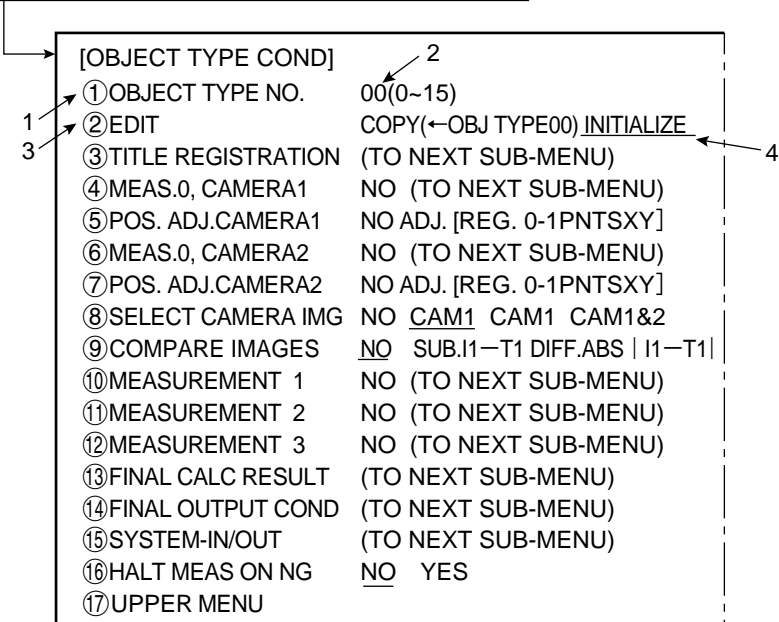 [OBJECT TYPE COND]
2
①OBJECT TYPE NO. 00(0~15)
1
②EDIT COPY(←OBJ TYPE00) INITIALIZE
3
4
③TITLE REGISTRATION (TO NEXT SUB-MENU)
④MEAS.0, CAMERA1 NO (TO NEXT SUB-MENU)
⑤POS. ADJ.CAMERA1 NO ADJ. [REG. 0-1PNTSXY]
⑥MEAS.0, CAMERA2 NO (TO NEXT SUB-MENU)
⑦POS. ADJ.CAMERA2 NO ADJ. [REG. 0-1PNTSXY]
⑧SELECT CAMERA IMG NO CAM1 CAM1 CAM1&2
⑨COMPARE IMAGES NO SUB.I1—T1 DIFF.ABS | I1—T1|
⑩MEASUREMENT 1 NO (TO NEXT SUB-MENU)
⑪MEASUREMENT 2 NO (TO NEXT SUB-MENU)
⑫MEASUREMENT 3 NO (TO NEXT SUB-MENU)
⑬FINAL CALC RESULT (TO NEXT SUB-MENU)
⑭FINAL OUTPUT COND (TO NEXT SUB-MENU)
⑮SYSTEM-IN/OUT (TO NEXT SUB-MENU)
⑯HALT MEAS ON NG NO YES
⑰UPPER MENU